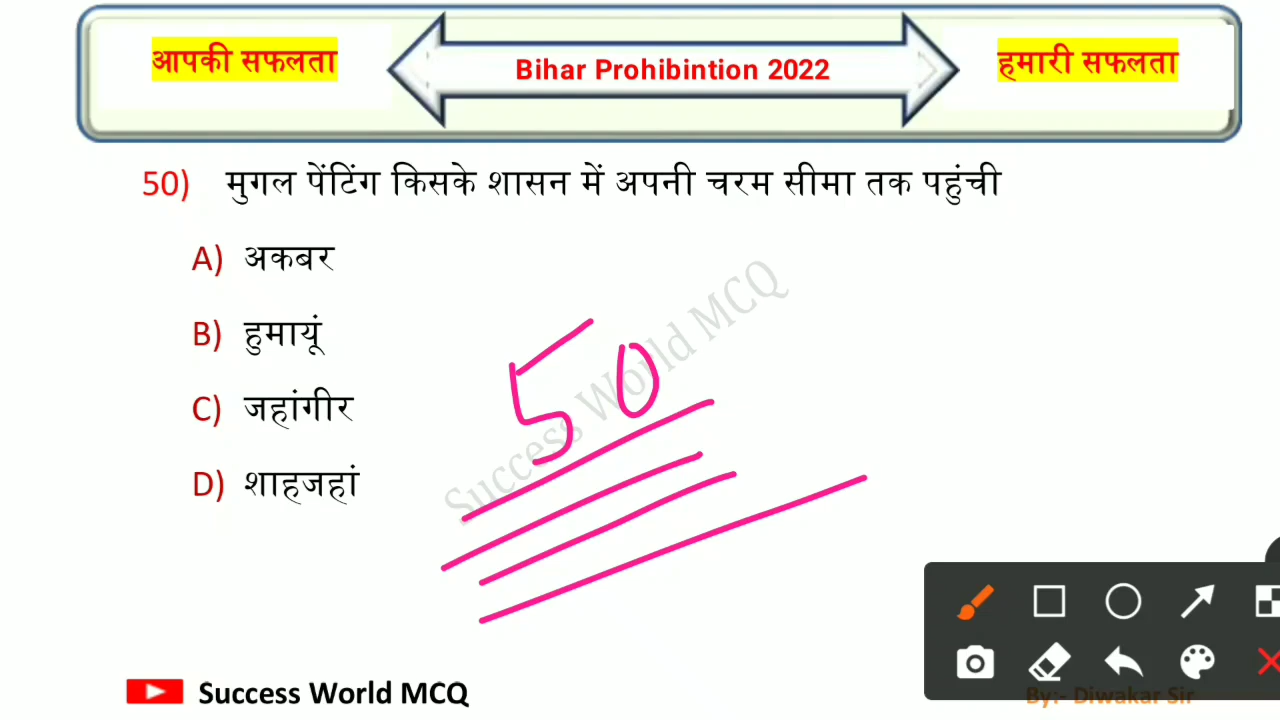 आपकी सफलता
Bihar Prohibintion 2022
हमारी सफलता
50) मुगल पेंटिंग किसके शासन में अपनी चरम सीमा तक पहुंची
A) अकबर
B) हुमायूं
C) जहांगीर
D) शाहजहां
Success World MCQ
50
Success World MCQ
By:- Diwakar Sir